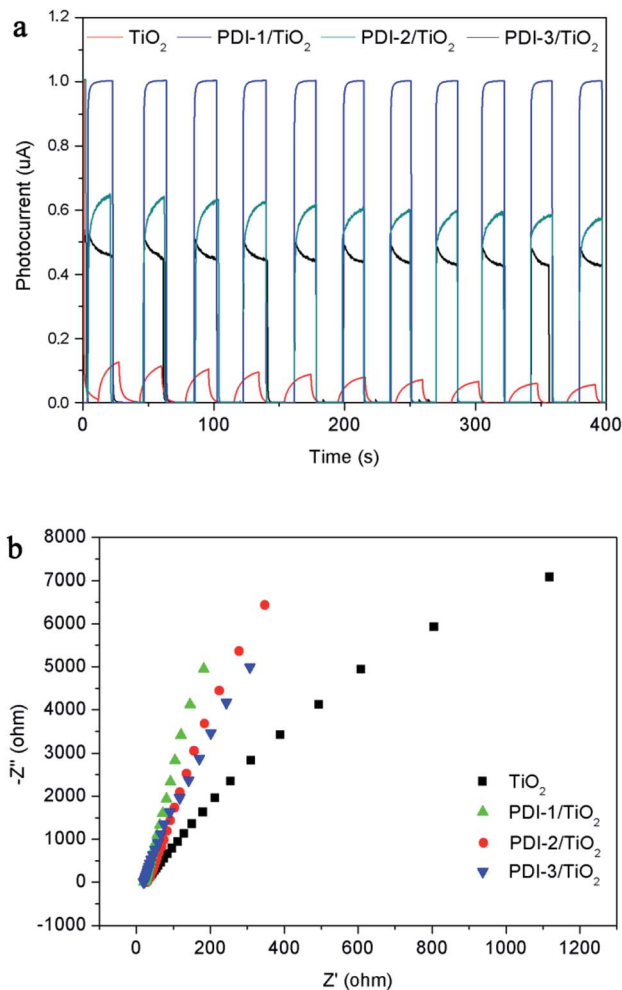 a
1.2
TiO2 PDI-1/TiO2 PDI-2/TiO2 PDI-3/TiO2
1.0
0.8
0.6
0.4
0.2
0.0
Photocurrent (uA)
0 100 200 300 400
Time (s)
b
8000
7000
6000
5000
4000
3000
2000
1000
0
-1000
-Z'' (ohm)
TiO2
PDI-1/TiO2
PDI-2/TiO2
PDI-3/TiO2
0 200 400 600 800 1000 1200
Z' (ohm)